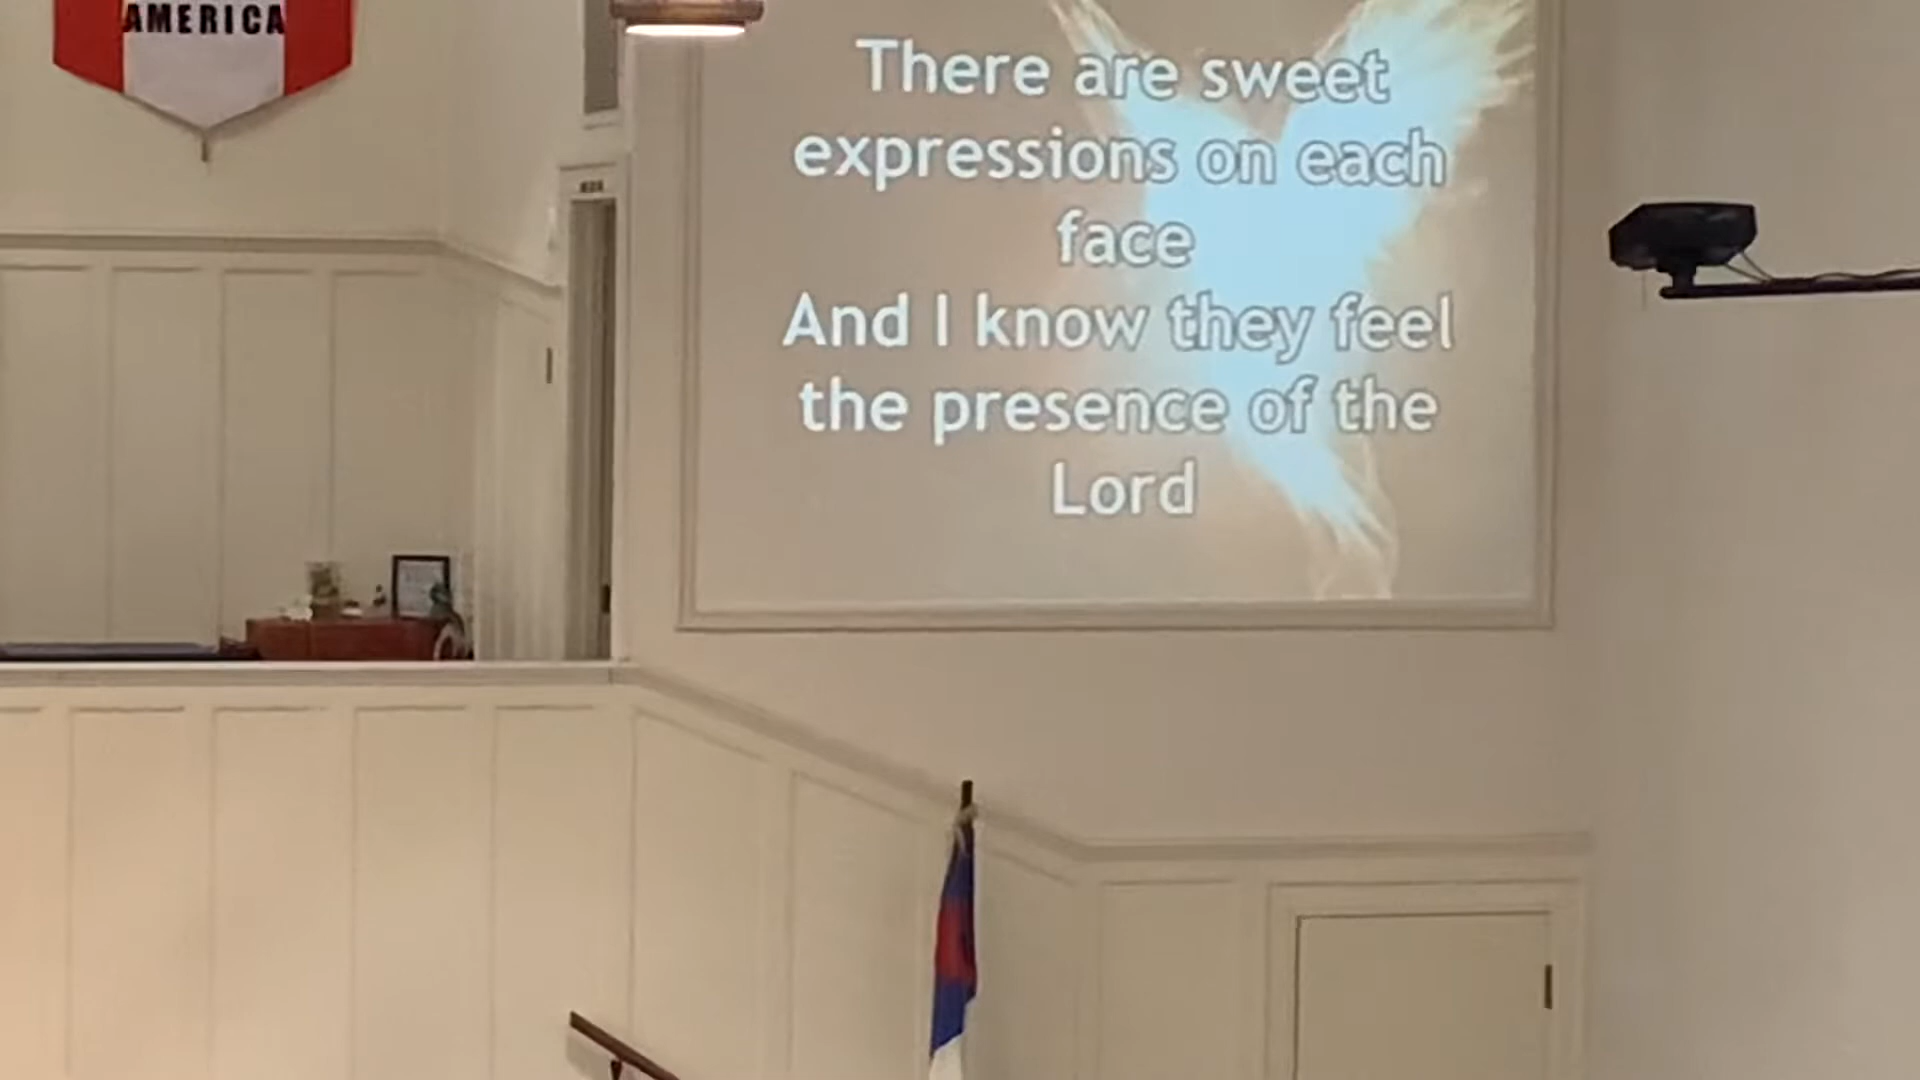 AMERICA
There are sweet
expressions on each
face
And I know they feel
the presence of the
Lord